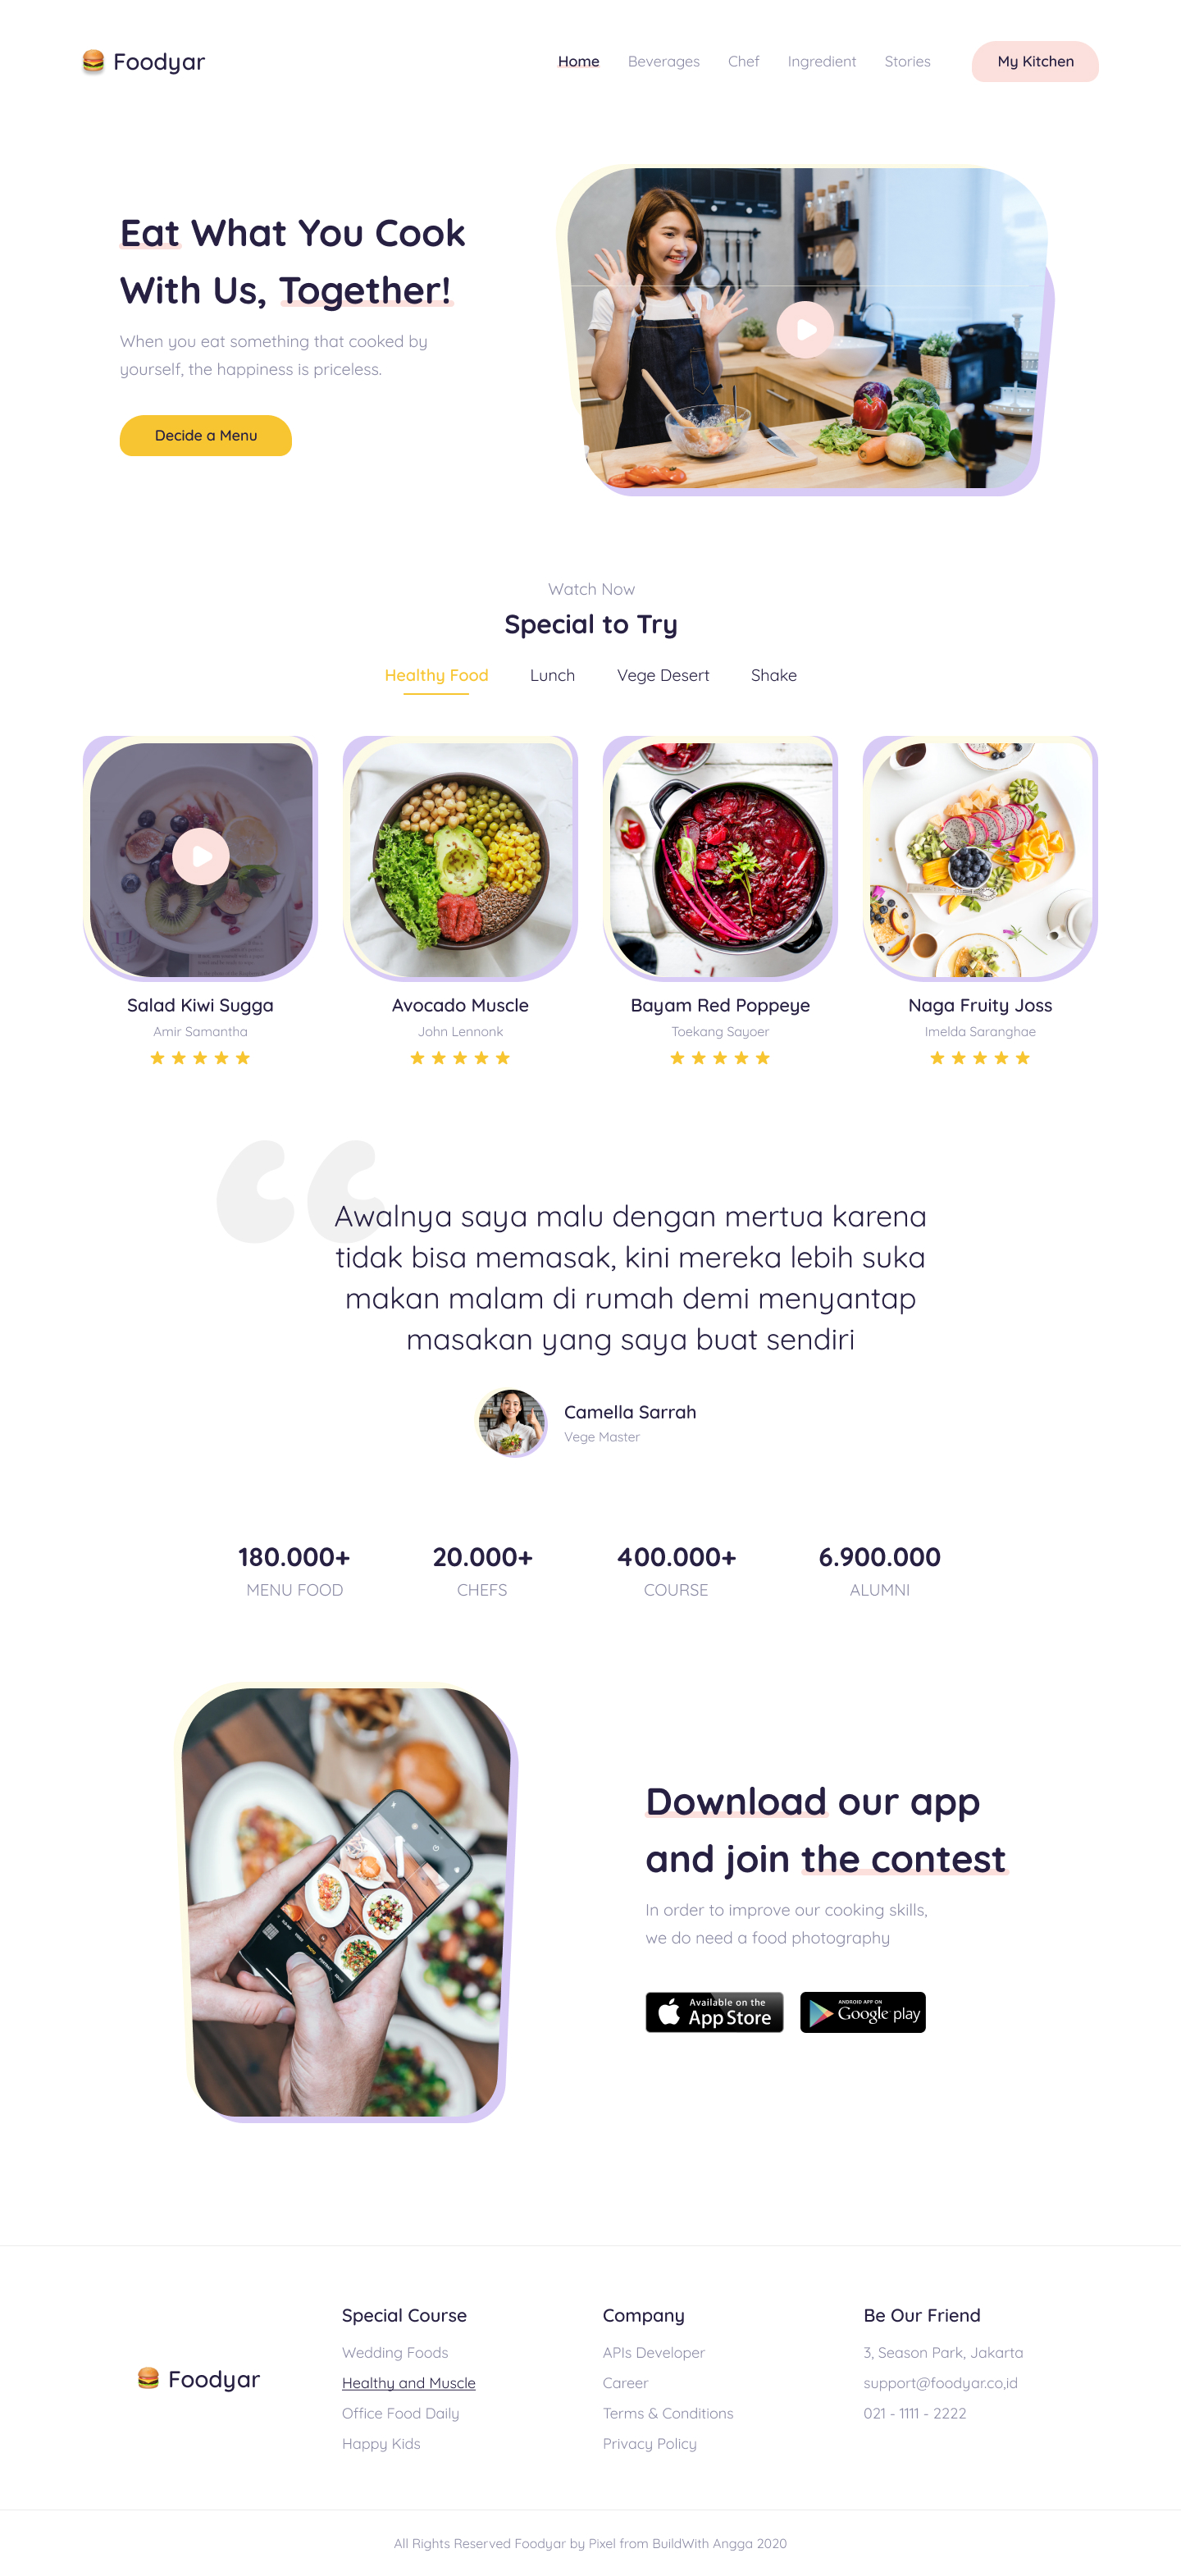 Foodyar
Home Beverages Chef Ingredient Stories My Kitchen
Eat What You Cook
With Us, Together!
When you eat something that cooked by
yourself, the happiness is priceless.
Decide a Menu
Watch Now
Special to Try
Healthy Food Lunch Vege Desert Shake
Salad Kiwi Sugga
Amir Samantha
Avocado Muscle
John Lennonk
Bayam Red Poppeye
Toekang Sayoer
Naga Fruity Joss
Imelda Saranghae
“
Awalnya saya malu dengan mertua karena
tidak bisa memasak, kini mereka lebih suka
makan malam di rumah demi menyantap
masakan yang saya buat sendiri
Camella Sarrah
Vege Master
180.000+
MENU FOOD
20.000+
CHEFS
400.000+
COURSE
6.900.000
ALUMNI
Download our app
and join the contest
In order to improve our cooking skills,
we do need a food photography
Available on the
App Store
ANDROID APP ON
Google play
Foodyar
Special Course
Wedding Foods
Healthy and Muscle
Office Food Daily
Happy Kids
Company
APIs Developer
Career
Terms & Conditions
Privacy Policy
Be Our Friend
3, Season Park, Jakarta
support@foodyar.co,id
021 - 1111 - 2222
All Rights Reserved Foodyar by Pixel from BuildWith Angga 2020